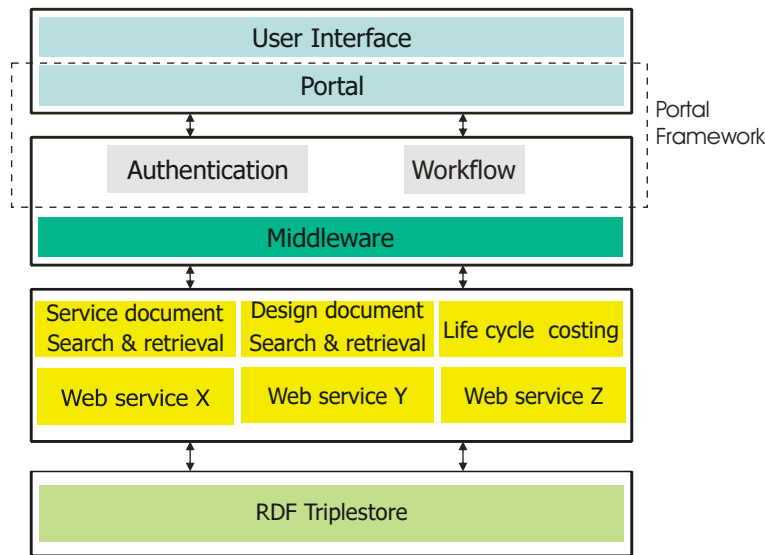 User Interface
Portal
Portal
Framework
Authentication
Workflow
Middleware
Service document
Search & retrieval
Design document
Search & retrieval
Life cycle costing
Web service X
Web service Y
Web service Z
RDF Triplestore